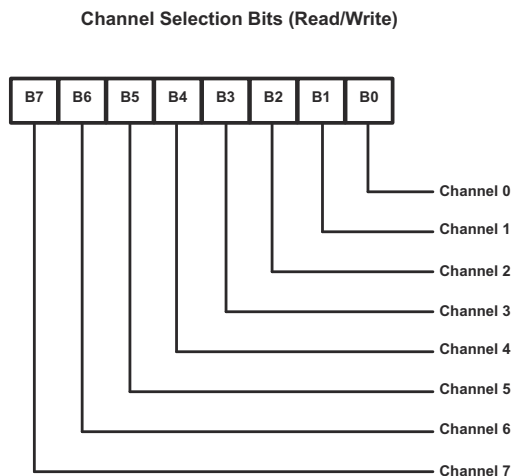 Channel Selection Bits (Read/Write)
B7 B6 B5 B4 B3 B2 B1 B0
Channel 0
Channel 1
Channel 2
Channel 3
Channel 4
Channel 5
Channel 6
Channel 7